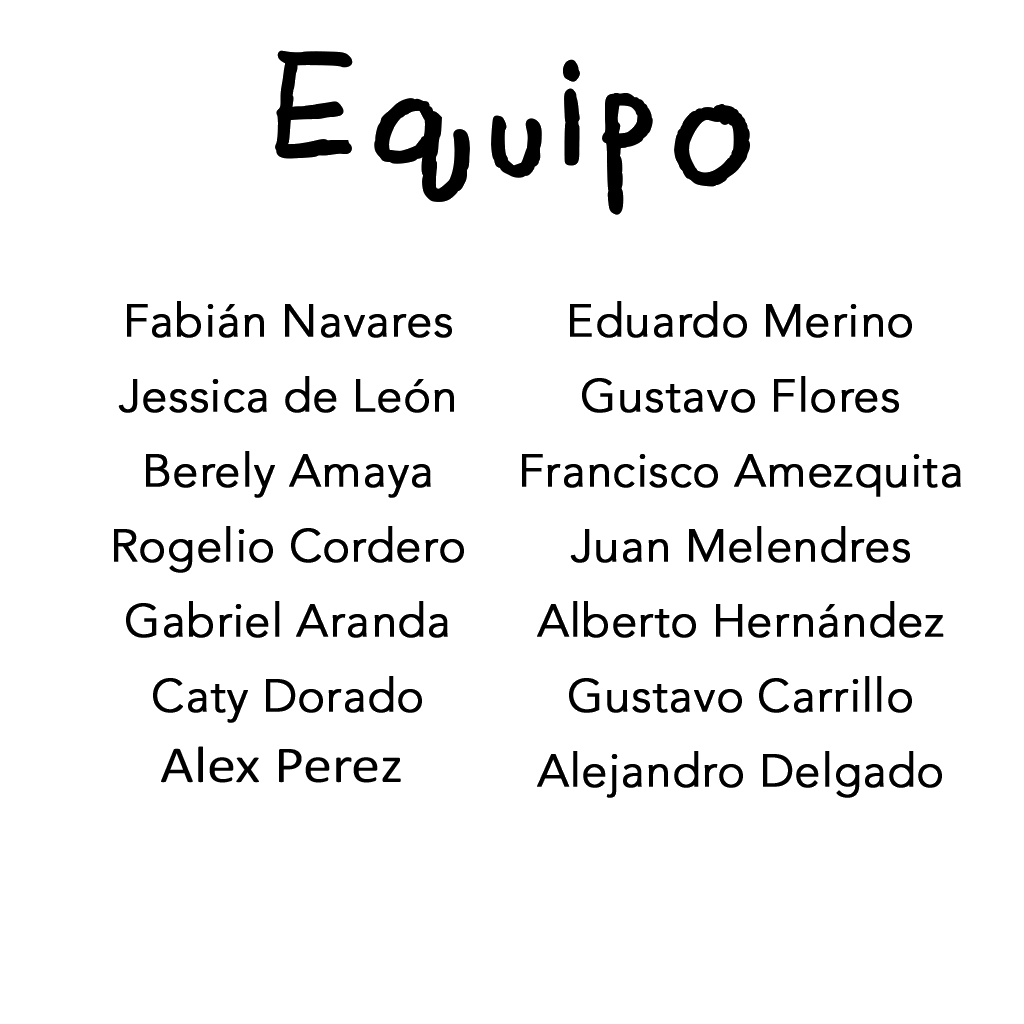 Equipo
Fabián Navares
Jessica de León
Berely Amaya
Rogelio Cordero
Gabriel Aranda
Caty Dorado
Alex Perez
Eduardo Merino
Gustavo Flores
Francisco Amezquita
Juan Melendres
Alberto Hernández
Gustavo Carrillo
Alejandro Delgado